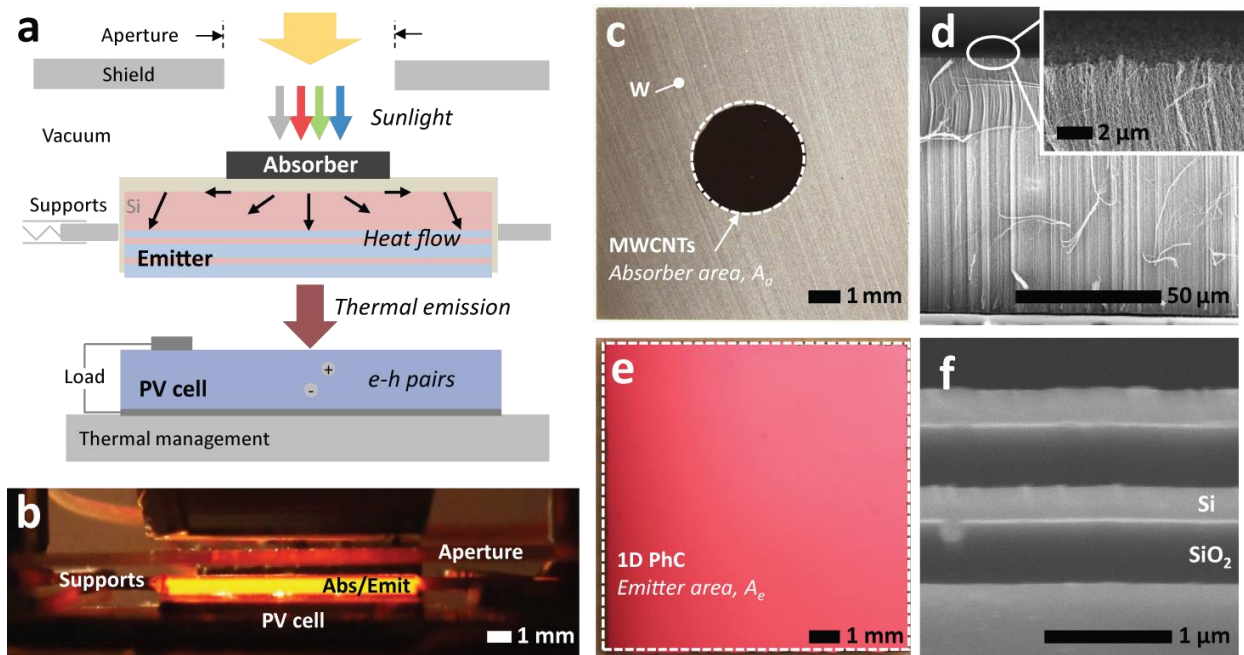 a
Aperture
Shield
Sunlight
Vacuum
Absorber
Supports
Si
Heat flow
Emitter
Thermal emission
Load
PV cell
+
-
e-h pairs
Thermal management
b
Aperture
Supports
Abs/Emit
PV cell
1 mm
c
W
MWCNTs
Absorber area, Aa
1 mm
d
2 μm
50 μm
e
1D PhC
Emitter area, Ae
1 mm
f
Si
SiO2
1 μm